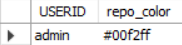 USERID repo_color
admin #00f2ff